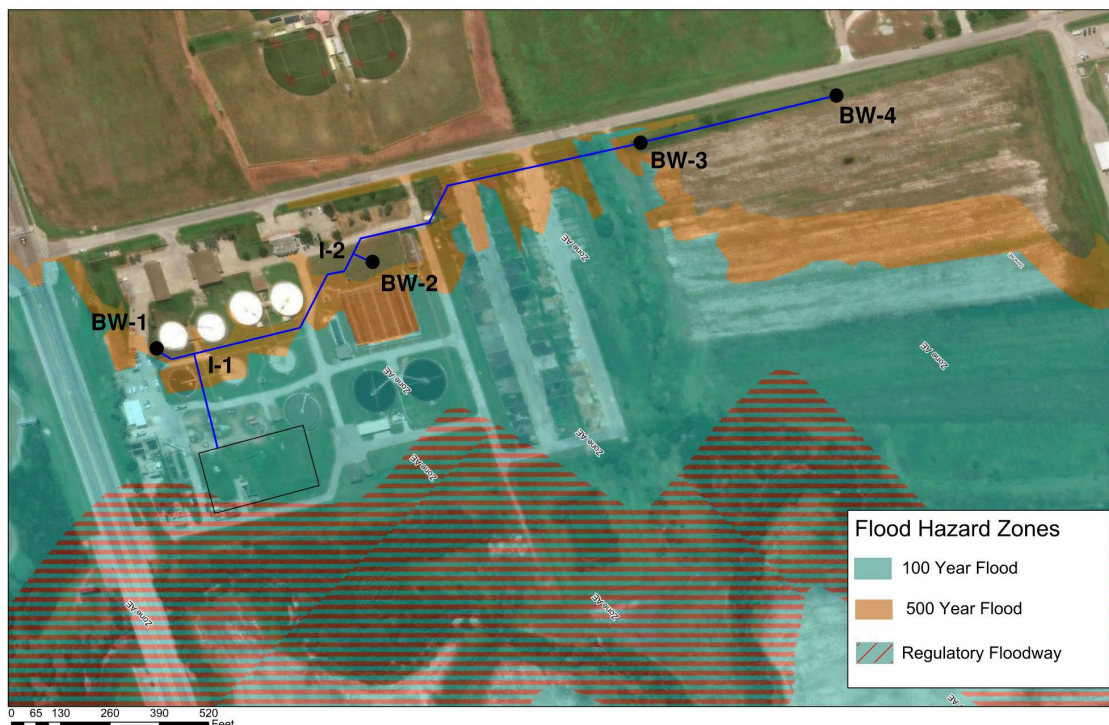 BW-4
BW-3
I-2
BW-2
Zone AE
Zone AE
BW-1
I-1
Zone AE
Zone AE
Zone AE
Zone AE
Zone AE
Zone AE
Zone AE
Flood Hazard Zones
100 Year Flood
500 Year Flood
Regulatory Floodway
0 65 130 260 390 520
Feet